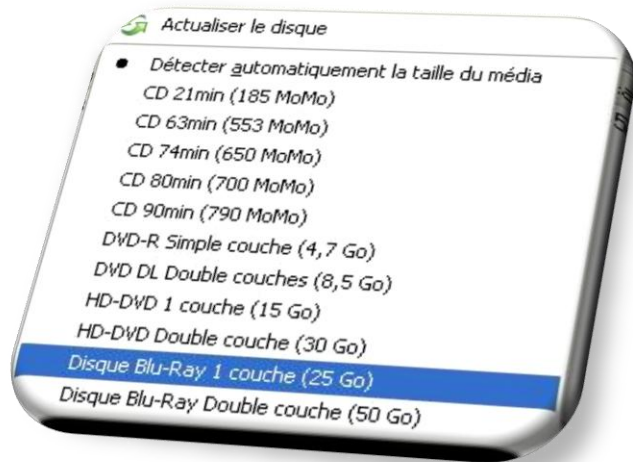 Actualiser le disque
Détecter automatiquement la taille du média
CD 21min (185 MoMo)
CD 63min (553 MoMo)
CD 74min (650 MoMo)
CD 80min (700 MoMo)
CD 90min (790 MoMo)
DVD-R Simple couche (4,7 Go)
DVD DL Double couches (8,5 Go)
HD-DVD 1 couche (15 Go)
HD-DVD Double couche (30 Go)
Disque Blu-Ray 1 couche (25 Go)
Disque Blu-Ray Double couche (50 Go)